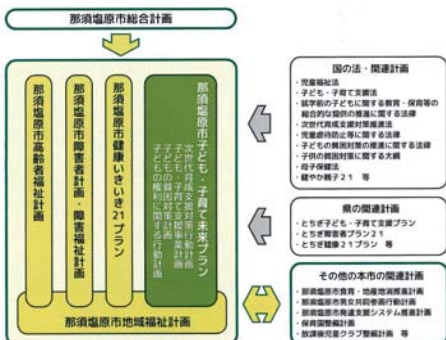 那須塩原市総合計画
那須塩原市高齢者福祉計画
那須塩原市障害者計画・障害福祉計画
那須塩原市健康いきいき21プラン
那須塩原市子ども・子育て未来プラン
次世代育成支援対策行動計画
子ども・子育て支援事業計画
子どもの貧困対策計画
子どもの権利に関する行動計画
那須塩原市地域福祉計画
国の法・関連計画
・児童福祉法
・子ども・子育て支援法
・就学前の子どもに関する教育・保育等の
総合的な提供の推進に関する法律
・次世代育成支援対策推進法
・児童虐待防止等に関する法律
・子どもの貧困対策の推進に関する法律
・子供の貧困対策に関する大綱
・母子保健法
・健やか親子21 等
県の関連計画
・とちぎ子ども・子育て支援プラン
・とちぎ障害者プラン21
・とちぎ健康21プラン 等
その他の本市の関連計画
・那須塩原市食育・地産地消推進計画
・那須塩原市男女共同参画行動計画
・那須塩原市発達支援システム推進計画
・保育園整備計画
・放課後児童クラブ整備計画 等